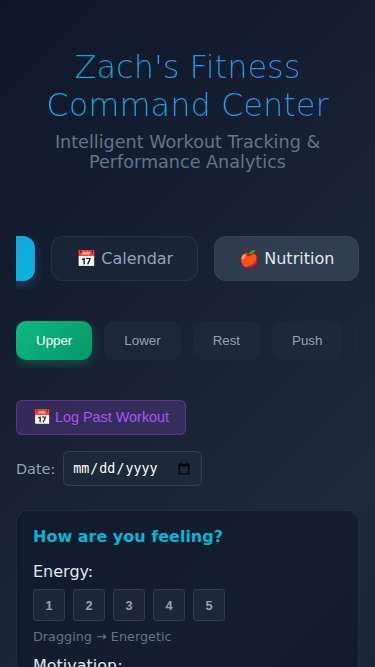 Zach's Fitness
Command Center
Intelligent Workout Tracking &
Performance Analytics
📅 Calendar
🍎 Nutrition
Upper
Lower
Rest
Push
📅 Log Past Workout
Date: mm/dd/yyyy
How are you feeling?
Energy:
1 2 3 4 5
Dragging → Energetic
Motivation: